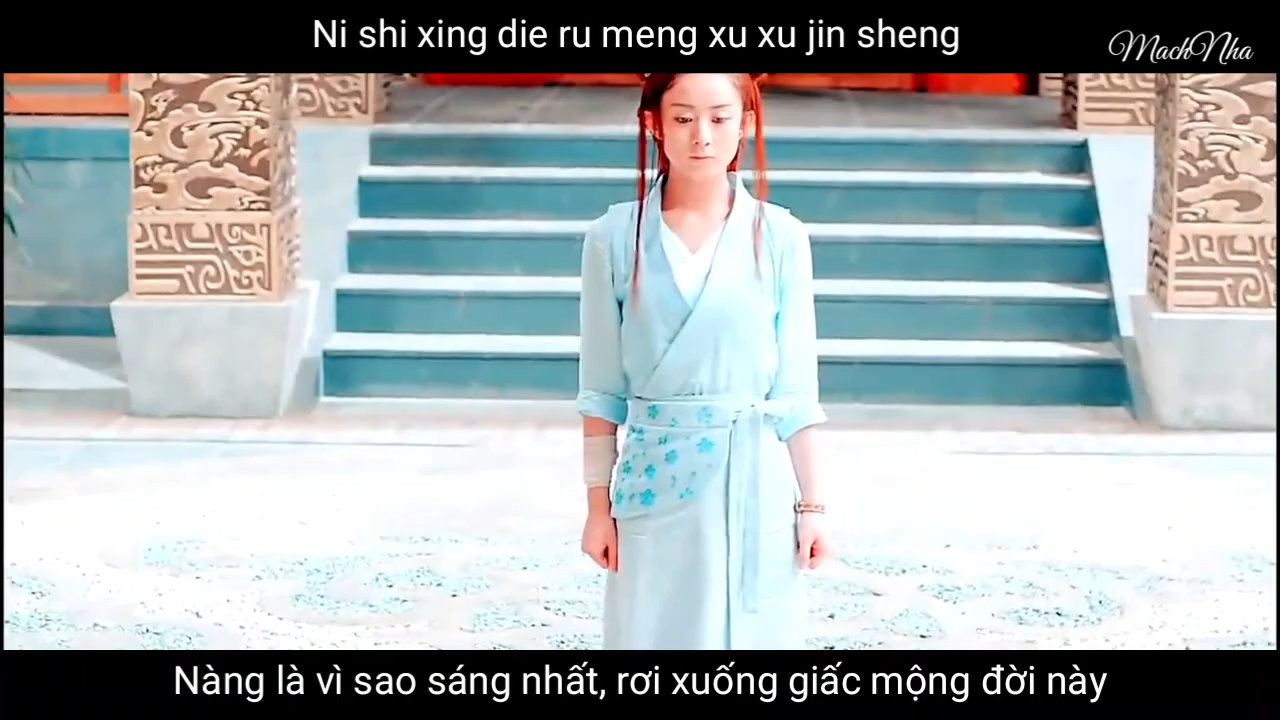 Ni shi xing die ru meng xu xu jin sheng
MachNha
Nàng là vì sao sáng nhất, rơi xuống giấc mộng đời này